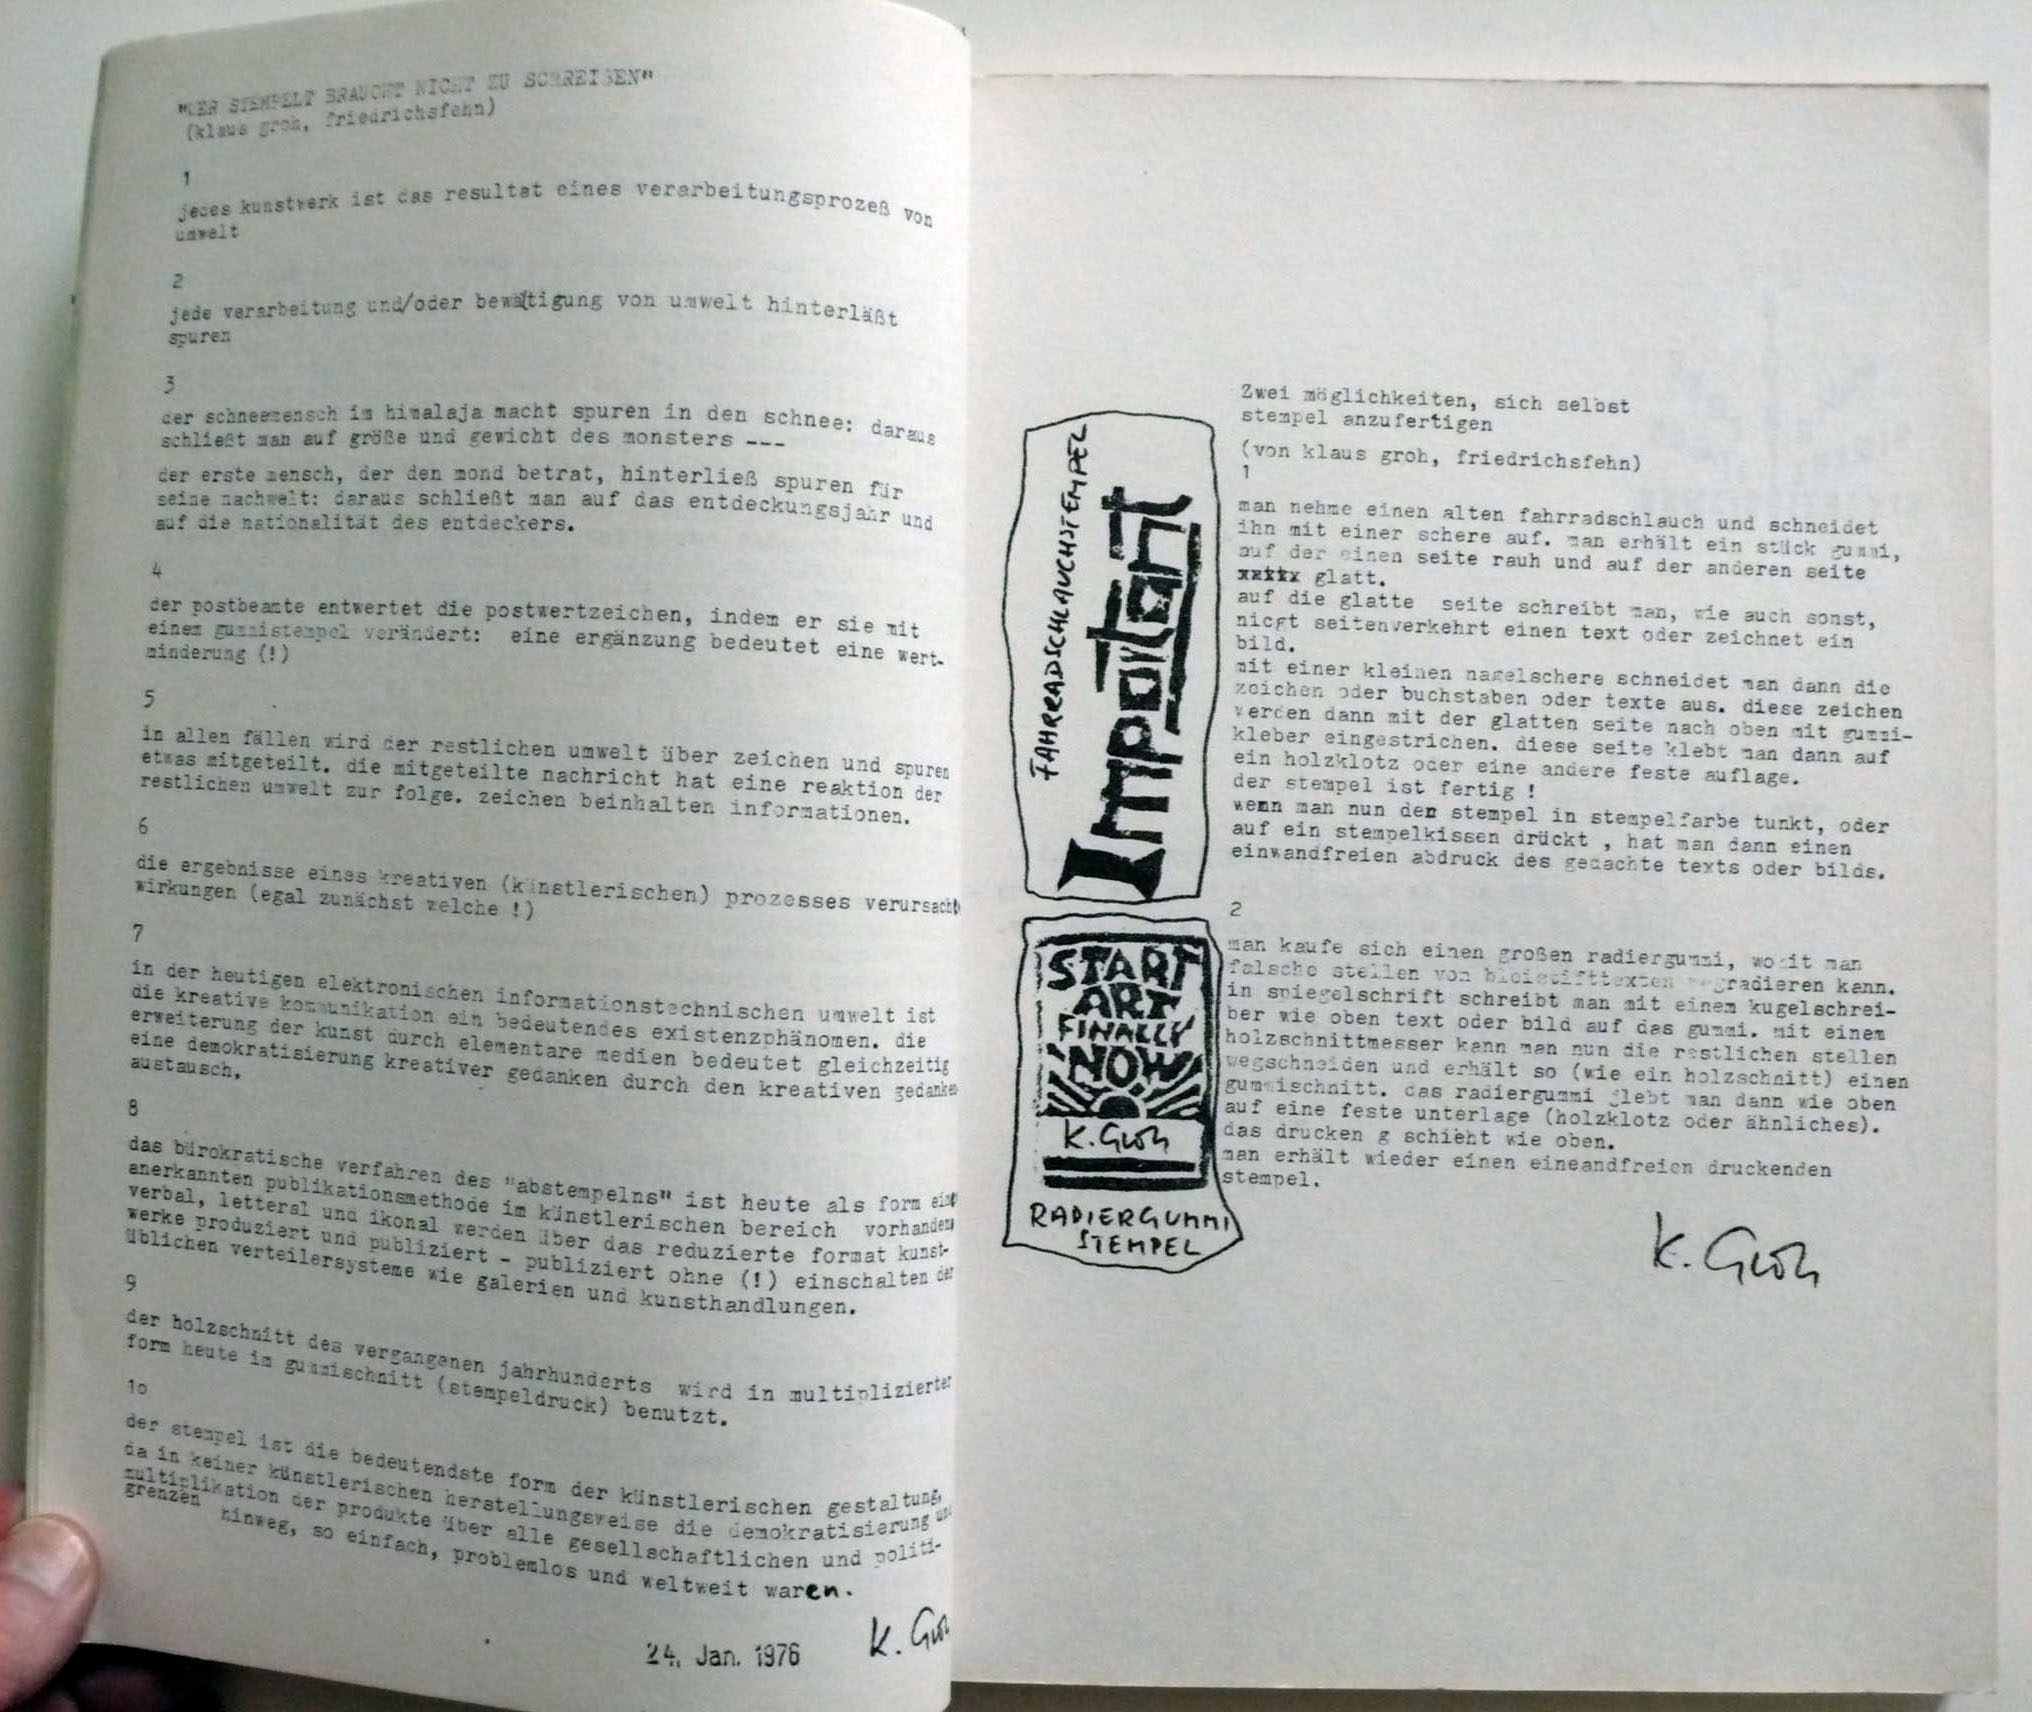 "WER STEMPELT BRAUCHT NICHT ZU SCHREIBEN"
(klaus groh, friedrichsfehn)
1
jedes kunstwerk ist das resultat eines verarbeitungsprozeß von
umwelt
2
jede verarbeitung und/oder bewältigung von umwelt hinterläßt
spuren
3
der schneemensch im himalaja macht spuren in den schnee: daraus
schließt man auf größe und gewicht des monsters ---
der erste mensch, der den mond betrat, hinterließ spuren für
seine nachwelt: daraus schließt man auf das entdeckungsjahr und
auf die nationalität des entdeckers.
4
der postbeamte entwertet die postwertzeichen, indem er sie mit
einem gummistempel verändert: eine ergänzung bedeutet eine wert-
minderung (!)
5
in allen fällen wird der restlichen umwelt über zeichen und spuren
etwas mitgeteilt. die mitgeteilte nachricht hat eine reaktion der
restlichen umwelt zur folge. zeichen beinhalten informationen.
6
die ergebnisse eines kreativen (künstlerischen) prozesses verursacht
wirkungen (egal zunächst welche !)
7
in der heutigen elektronischen informationstechnischen umwelt ist
die kreative kommunikation ein bedeutendes existenzphänomen. die
erweiterung der kunst durch elementare medien bedeutet gleichzeitig
eine demokratisierung kreativer gedanken durch den kreativen gedanken
austausch.
8
das bürokratische verfahren des "abstempelns" ist heute als form einer
anerkannten publikationsmethode im künstlerischen bereich vorhanden,
verbal, letteral und ikonal werden über das reduzierte format kunst-
werke produziert und publiziert - publiziert ohne (!) einschalten der
üblichen verteilersysteme wie galerien und kunsthandlungen.
9
der holzschnitt des vergangenen jahrhunderts wird in multiplizierter
form heute im gummischnitt (stempeldruck) benutzt.
1o
der stempel ist die bedeutendste form der künstlerischen gestaltung,
da in keiner künstlerischen herstellungsweise die demokratisierung und
multiplikation der produkte über alle gesellschaftlichen und politi-
grenzen hinweg, so einfach, problemlos und weltweit waren.
24. Jan. 1976
K. Groh
FAHRRADSCHLAUCHSTEMPEL
Important
START
ART
FINALLY
NOW
K. Groh
RADIERGUMMI
STEMPEL
Zwei möglichkeiten, sich selbst
stempel anzufertigen
(von klaus groh, friedrichsfehn)
1
man nehme einen alten fahrradschlauch und schneidet
ihn mit einer schere auf. man erhält ein stück gummi,
auf der einen seite rauh und auf der anderen seite
xxxxx glatt.
auf die glatte seite schreibt man, wie auch sonst,
nicgt seitenverkehrt einen text oder zeichnet ein
bild.
mit einer kleinen nagelschere schneidet man dann die
zeichen oder buchstaben oder texte aus. diese zeichen
werden dann mit der glatten seite nach oben mit gummi-
kleber eingestrichen. diese seite klebt man dann auf
ein holzklotz oder eine andere feste auflage.
der stempel ist fertig !
wenn man nun den stempel in stempelfarbe tunkt, oder
auf ein stempelkissen drückt , hat man dann einen
einwandfreien abdruck des gedachte texts oder bilds.
2
man kaufe sich einen großen radiergummi, womit man
falsche stellen von bleistifttexten wegradieren kann.
in spiegelschrift schreibt man mit einem kugelschrei-
ber wie oben text oder bild auf das gummi. mit einem
holzschnittmesser kann man nun die restlichen stellen
wegschneiden und erhält so (wie ein holzschnitt) einen
gummischnitt. das radiergummi klebt man dann wie oben
auf eine feste unterlage (holzklotz oder ähnliches).
das drucken g schieht wie oben.
man erhält wieder einen eineandfreien druckenden
stempel.
K. Groh